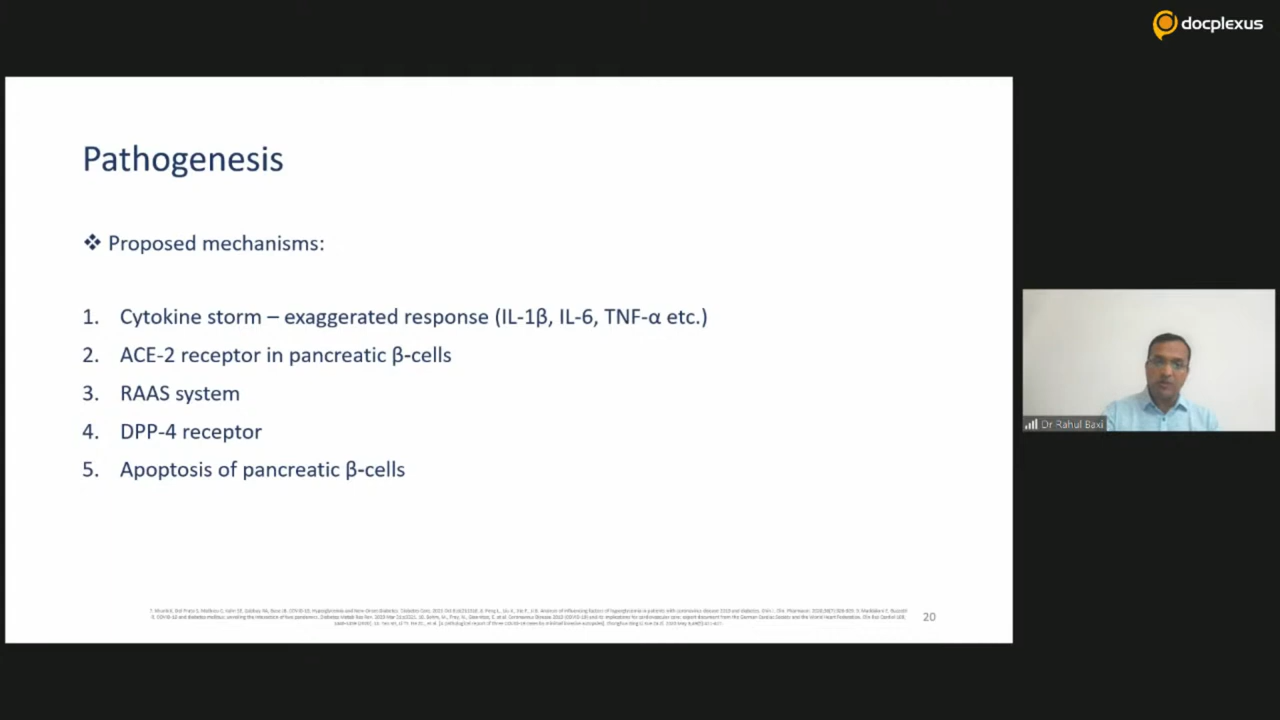 docplexus
Pathogenesis
❖ Proposed mechanisms:
1. Cytokine storm – exaggerated response (IL-1β, IL-6, TNF-α etc.)
2. ACE-2 receptor in pancreatic β-cells
3. RAAS system
4. DPP-4 receptor
5. Apoptosis of pancreatic β-cells
20
Dr Rahul Baxi